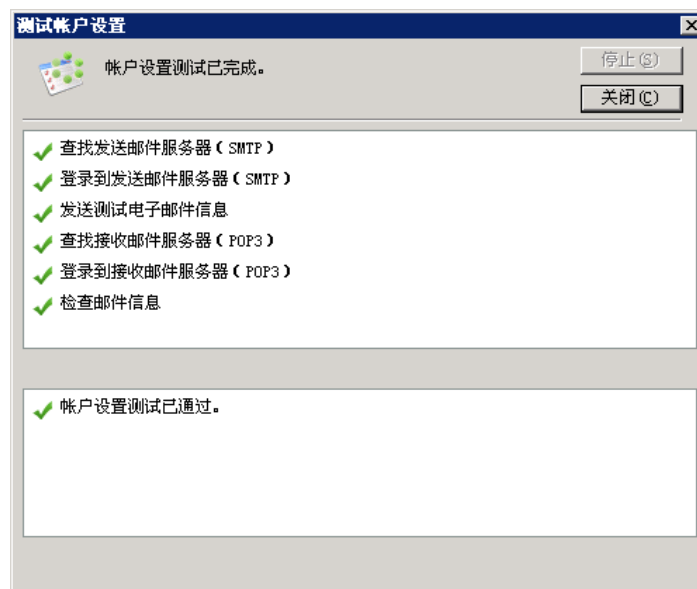 测试帐户设置
帐户设置测试已完成。
停止(S)
关闭(C)
查找发送邮件服务器(SMTP)
登录到发送邮件服务器(SMTP)
发送测试电子邮件信息
查找接收邮件服务器(POP3)
登录到接收邮件服务器(POP3)
检查邮件信息
帐户设置测试已通过。